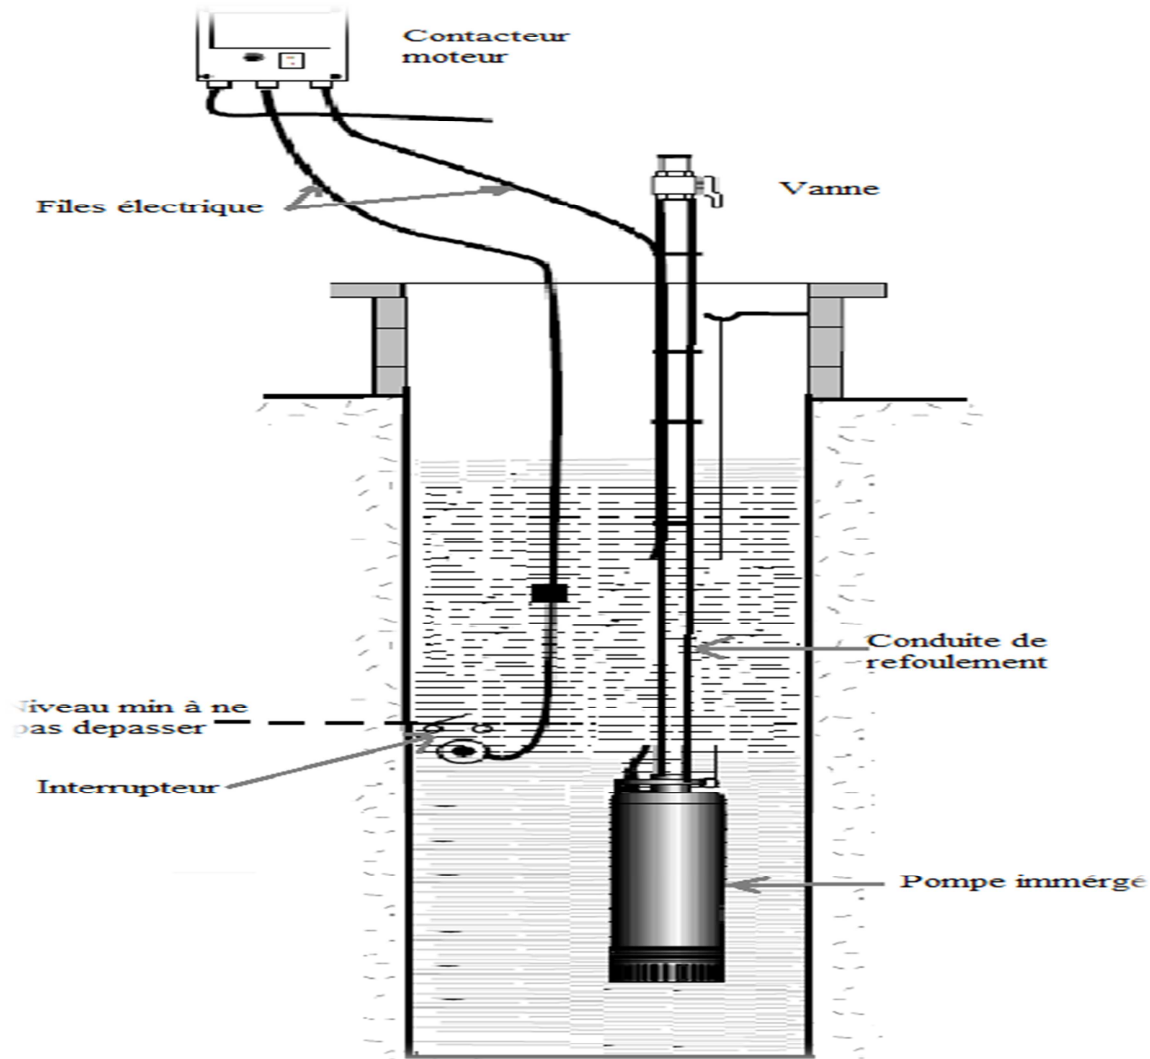 Contacteur
moteur
Vanne
Files électrique
Conduite de
refoulement
Niveau min à ne
pas depasser
Interrupteur
Pompe immérgé